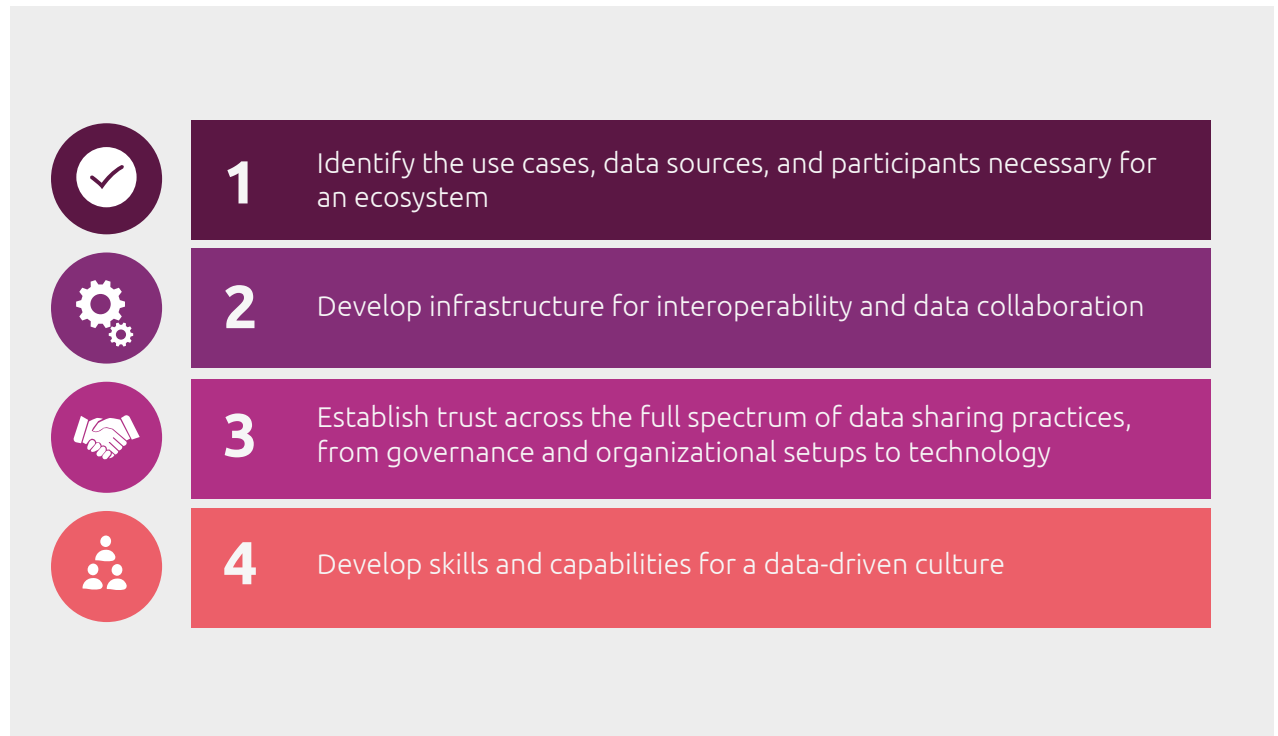 1
Identify the use cases, data sources, and participants necessary for
an ecosystem
2
Develop infrastructure for interoperability and data collaboration
3
Establish trust across the full spectrum of data sharing practices,
from governance and organizational setups to technology
4
Develop skills and capabilities for a data-driven culture